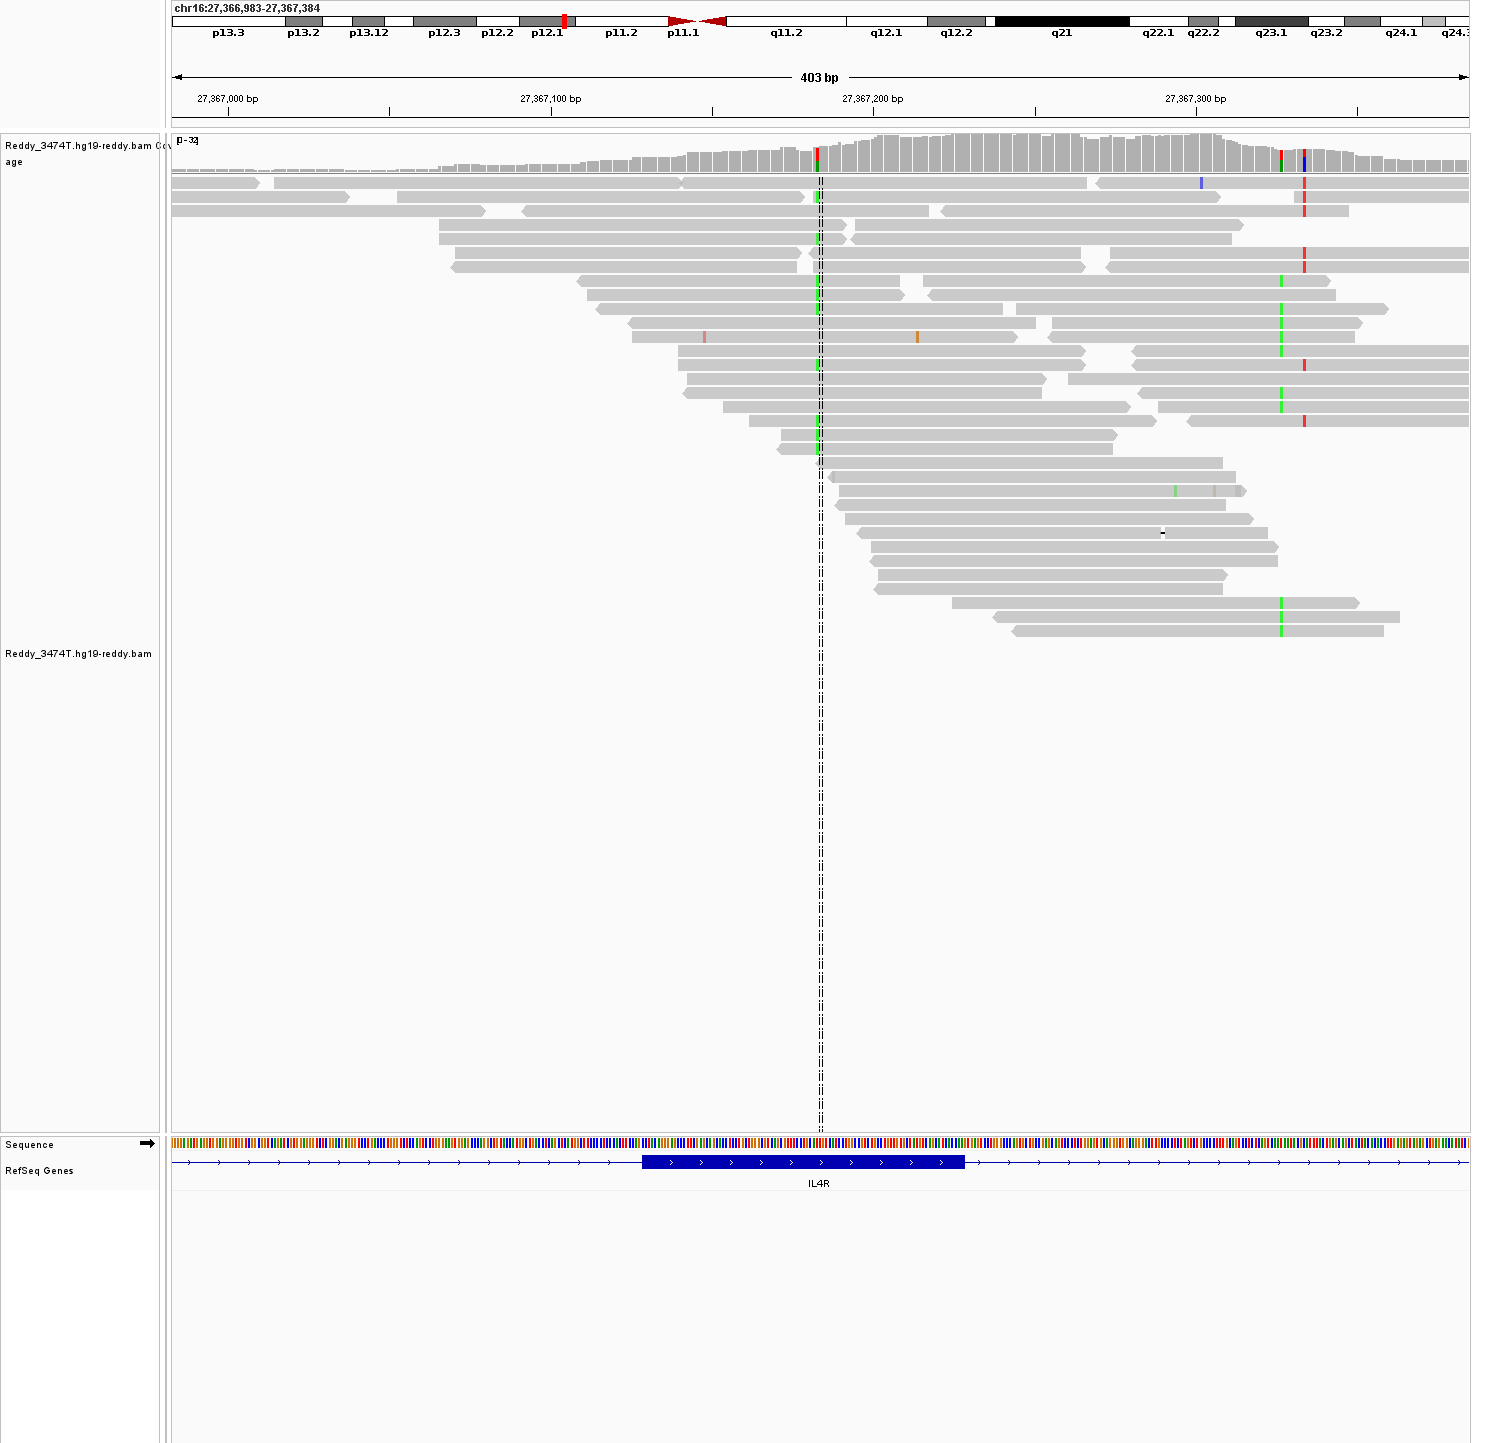 chr16:27,366,983-27,367,384
p13.3 p13.2 p13.12 p12.3 p12.2 p12.1 p11.2 p11.1 q11.2 q12.1 q12.2 q21 q22.1 q22.2 q23.1 q23.2 q24.1 q24.3
403 bp
27,367,000 bp 27,367,100 bp 27,367,200 bp 27,367,300 bp
Reddy_3474T.hg19-reddy.bam Cov
age
[0-32]
Reddy_3474T.hg19-reddy.bam
Sequence
RefSeq Genes
IL4R